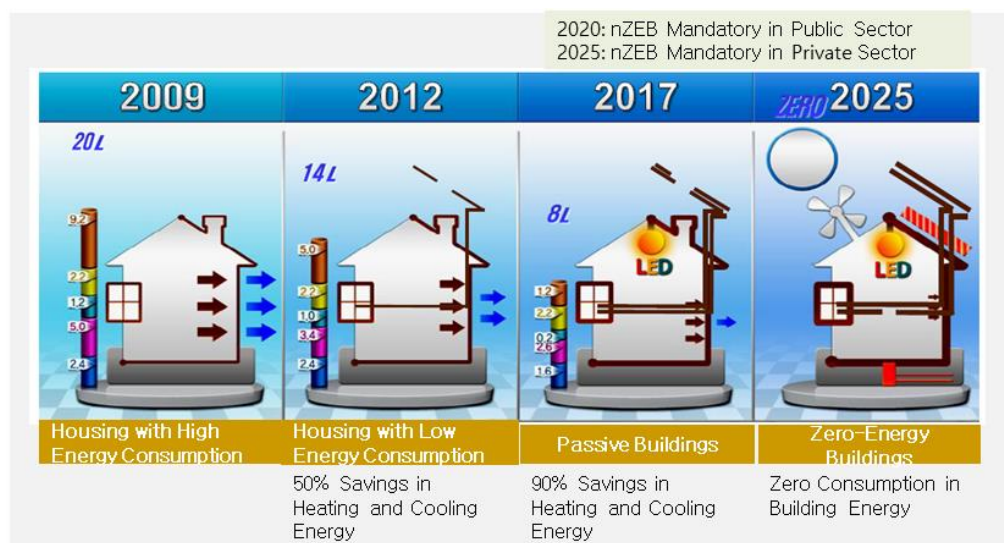 2020: nZEB Mandatory in Public Sector
2025: nZEB Mandatory in Private Sector
2009
2012
2017
ZERO 2025
20L
14L
8L
9.2
2.2
1.2
5.0
2.4
5.0
2.2
1.0
3.4
2.4
1.2
2.2
0.2
2.6
1.6
LED
LED
Housing with High
Energy Consumption
Housing with Low
Energy Consumption
Passive Buildings
Zero-Energy
Buildings
50% Savings in
Heating and Cooling
Energy
90% Savings in
Heating and Cooling
Energy
Zero Consumption in
Building Energy